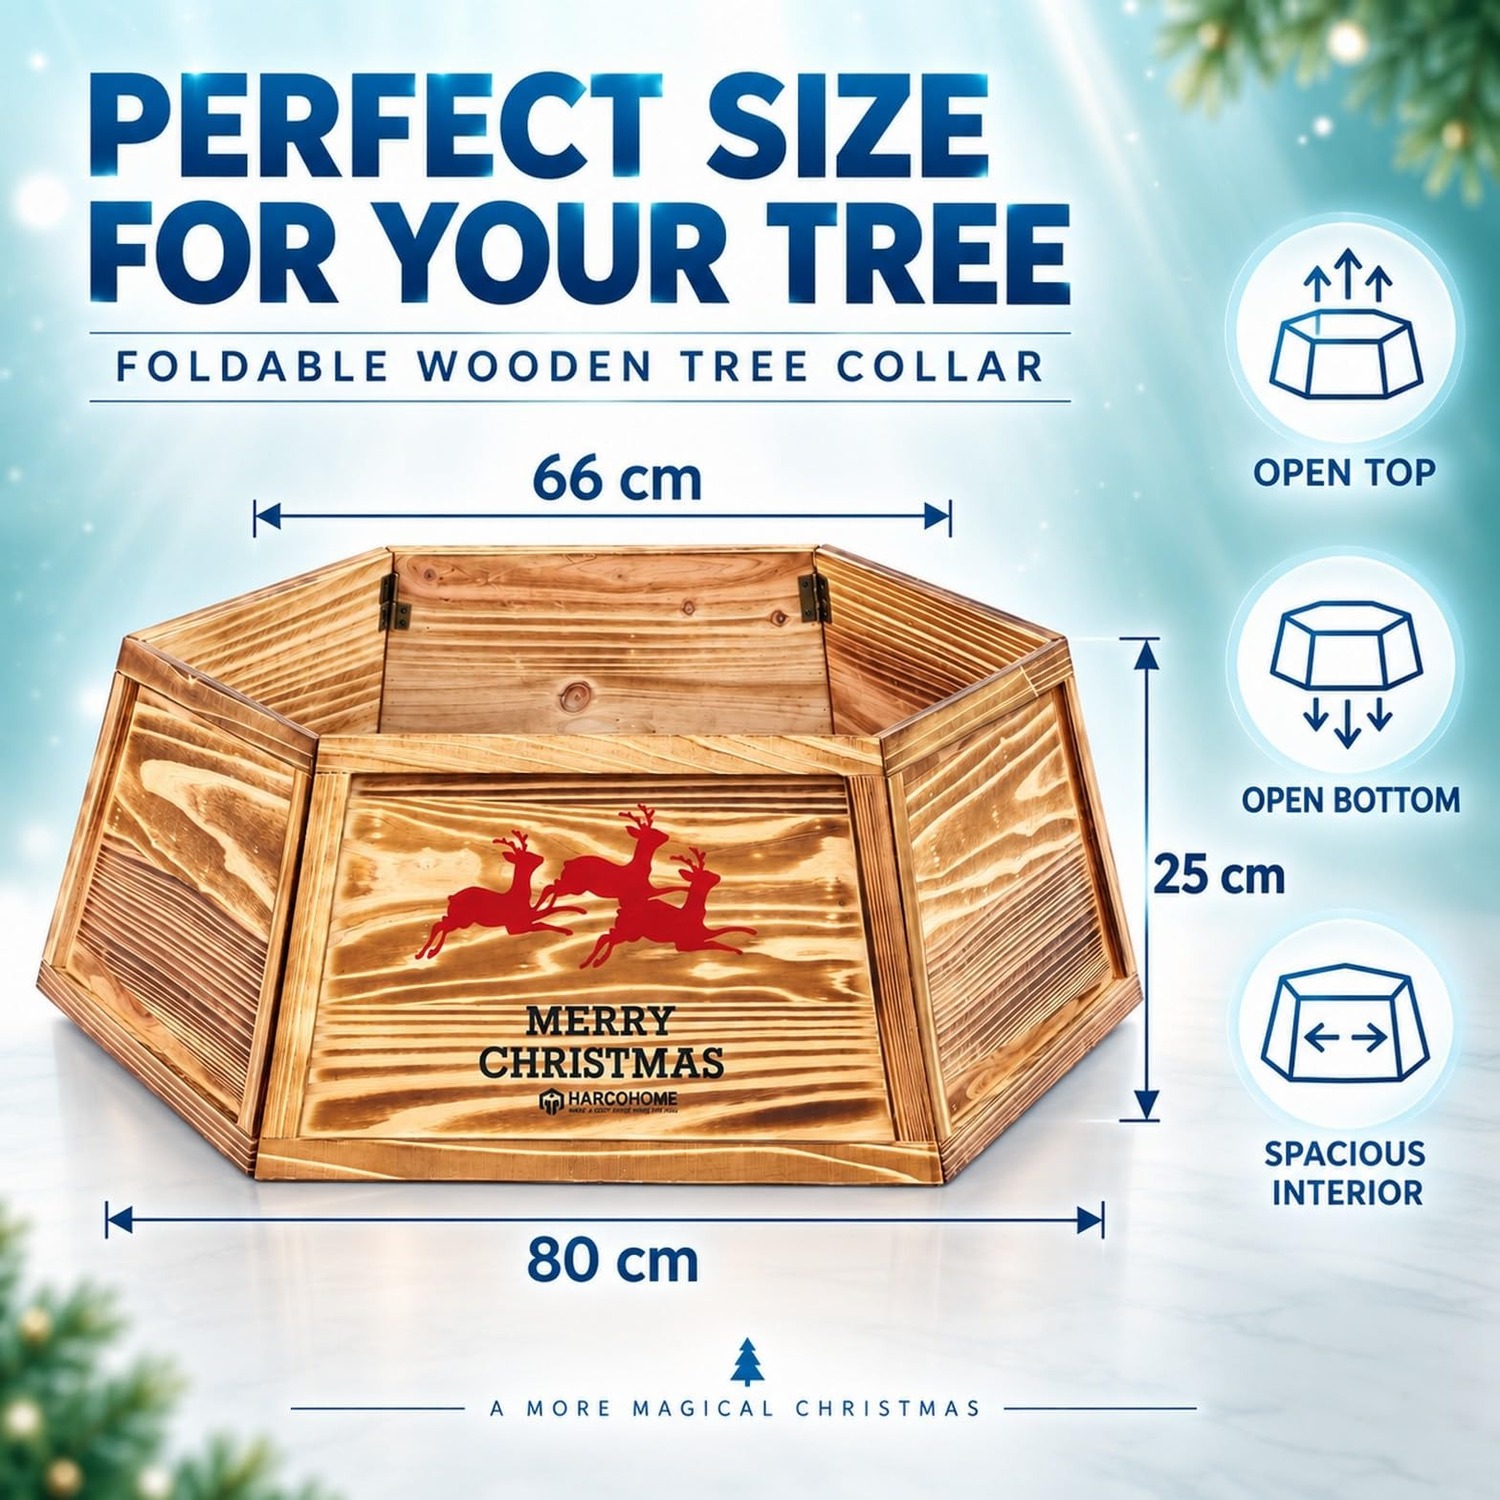 PERFECT SIZE
FOR YOUR TREE
FOLDABLE WOODEN TREE COLLAR
66 cm
OPEN TOP
OPEN BOTTOM
25 cm
MERRY
CHRISTMAS
HARCOHOME
SPACIOUS
INTERIOR
80 cm
A MORE MAGICAL CHRISTMAS